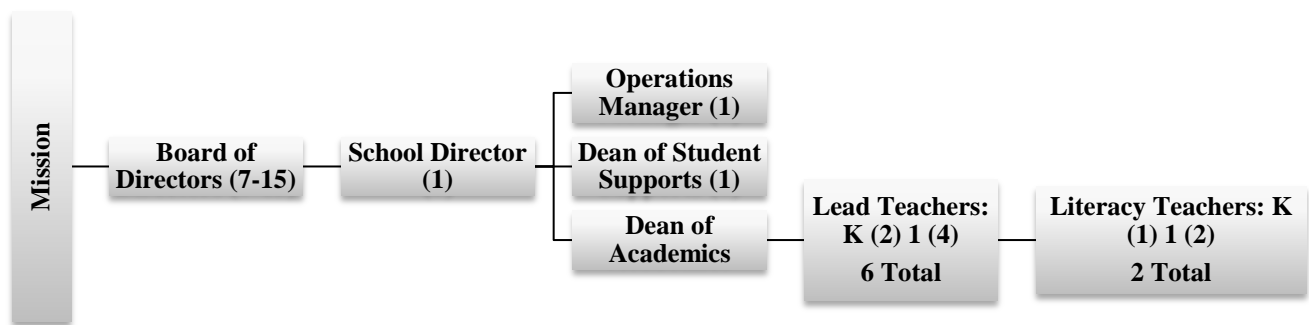 Mission
Board of
Directors (7-15)
School Director
(1)
Operations
Manager (1)
Dean of Student
Supports (1)
Dean of
Academics
Lead Teachers:
K (2) 1 (4)
6 Total
Literacy Teachers: K
(1) 1 (2)
2 Total